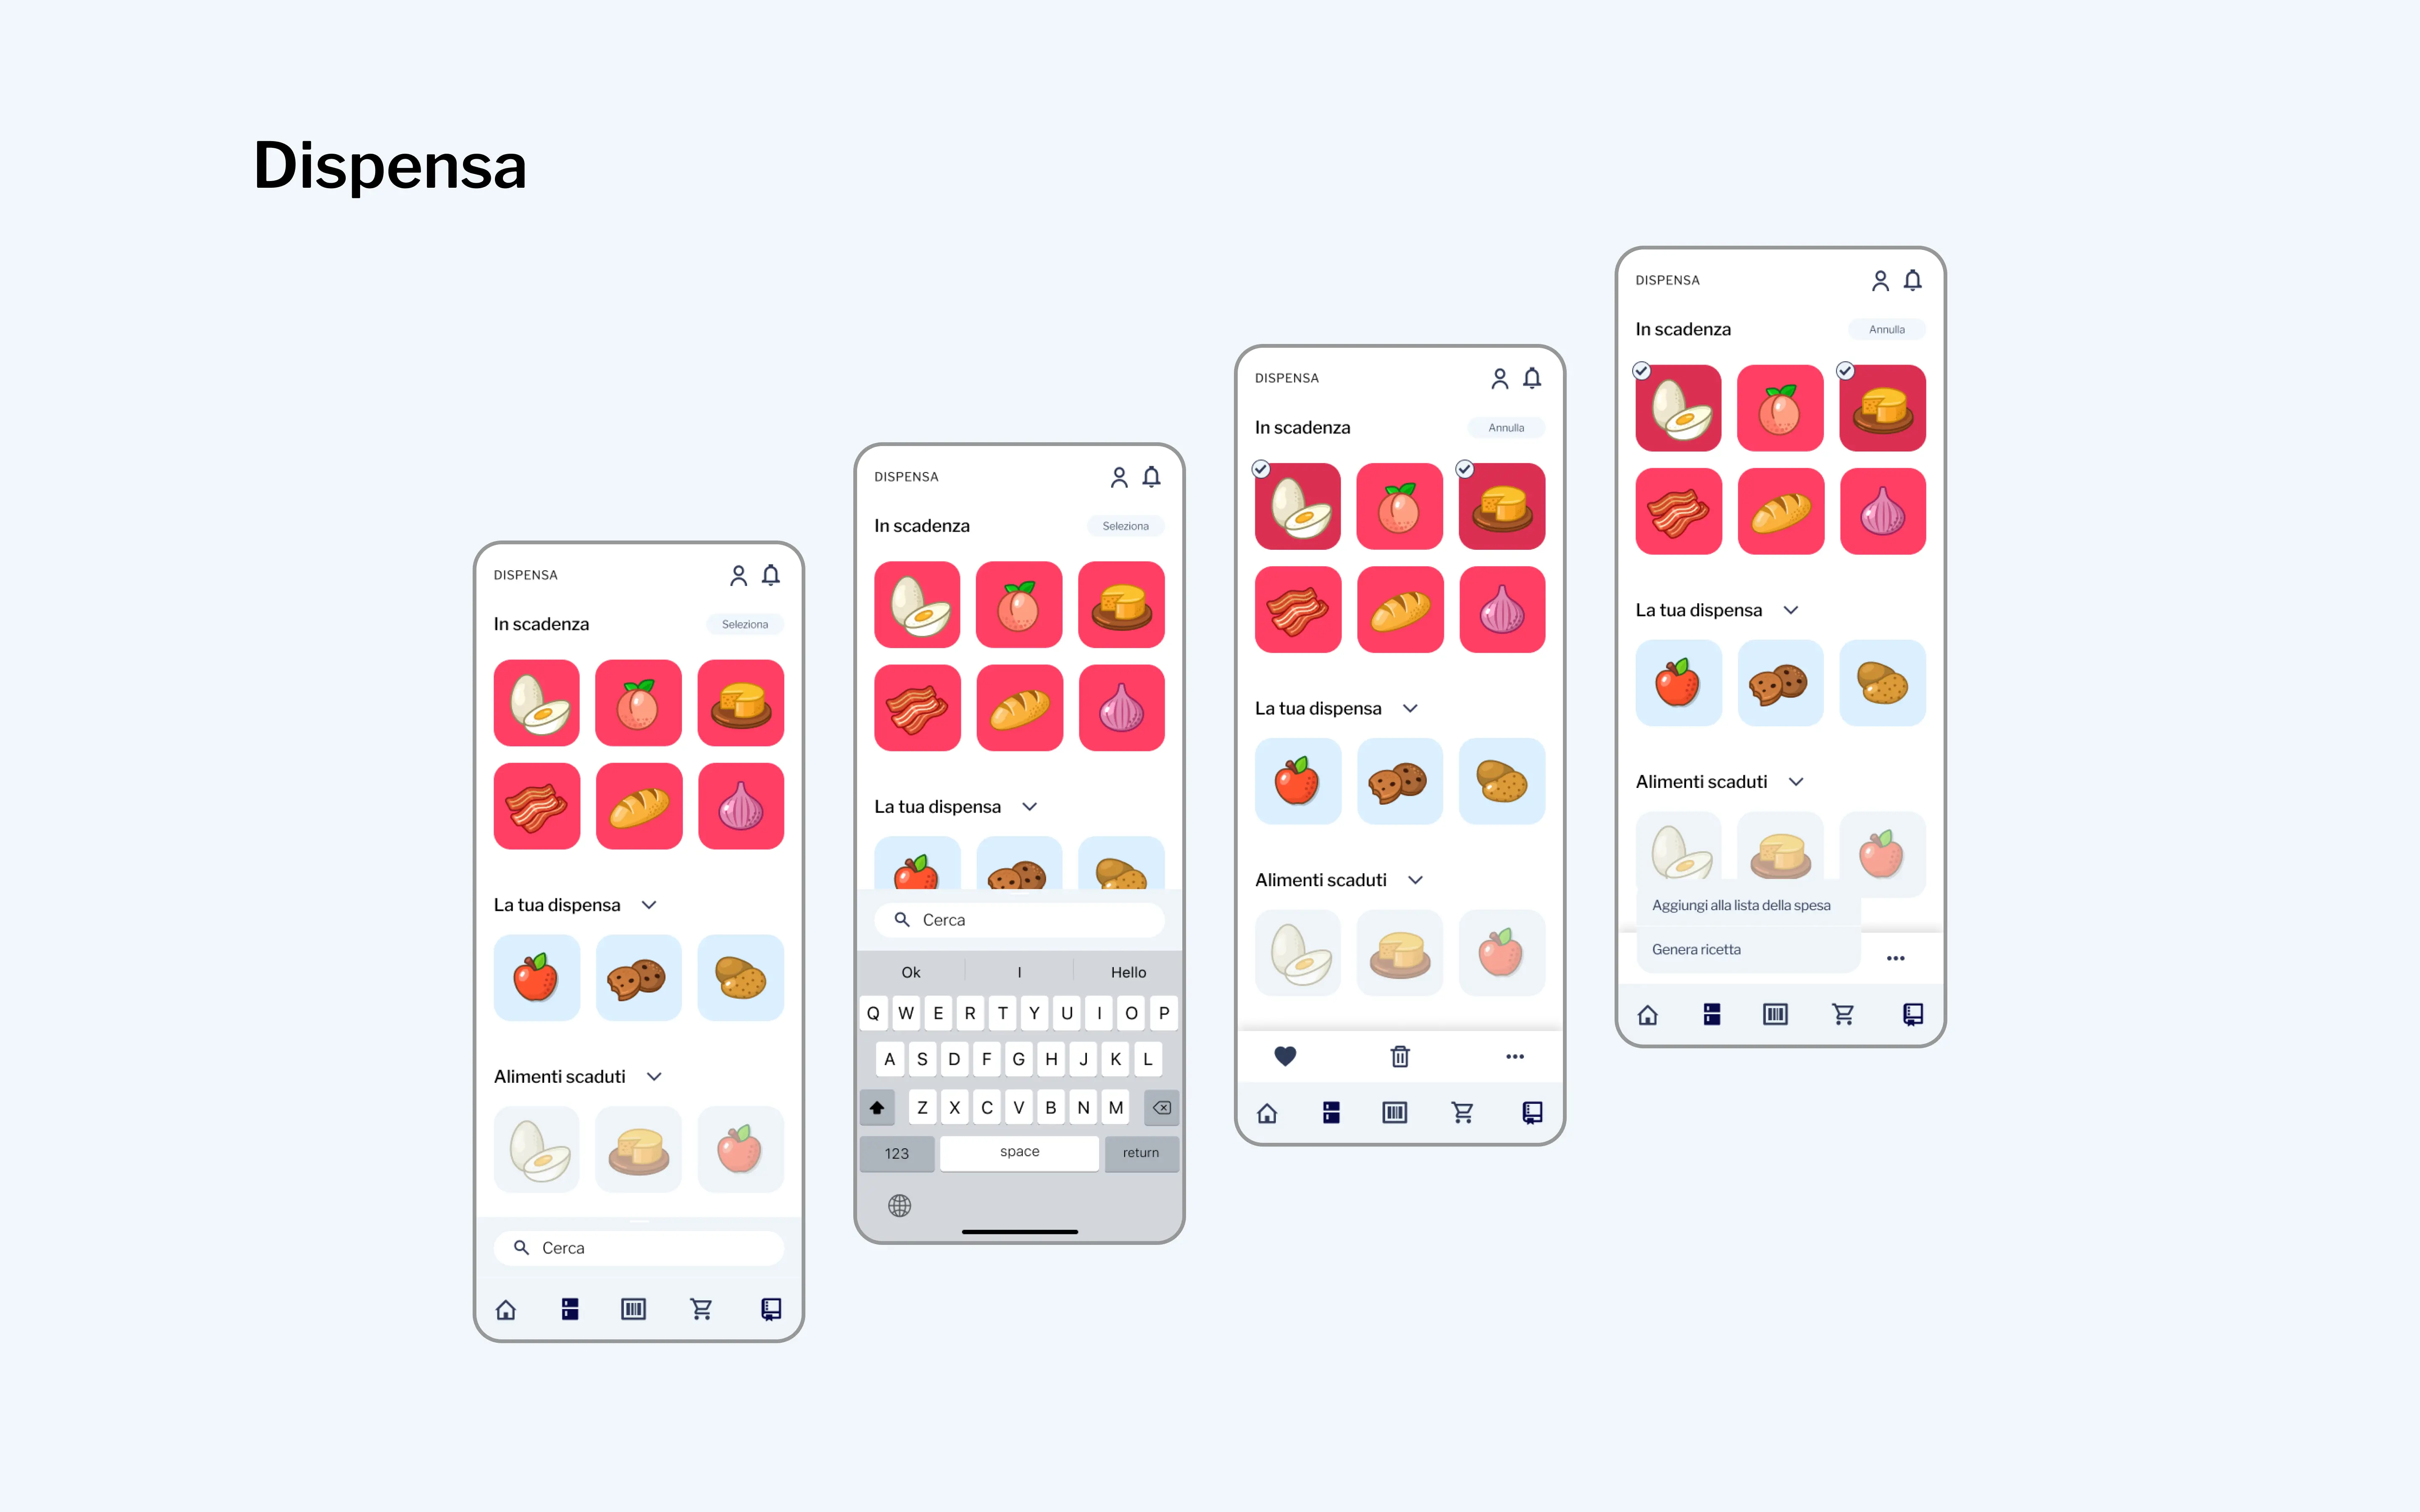 Dispensa
DISPENSA
In scadenza
Seleziona
La tua dispensa
Alimenti scaduti
Cerca
DISPENSA
In scadenza
Seleziona
La tua dispensa
Cerca
Ok I Hello
Q W E R T Y U I O P
A S D F G H J K L
Z X C V B N M
123 space return
DISPENSA
In scadenza
Annulla
La tua dispensa
Alimenti scaduti
DISPENSA
In scadenza
Annulla
La tua dispensa
Alimenti scaduti
Aggiungi alla lista della spesa
Genera ricetta